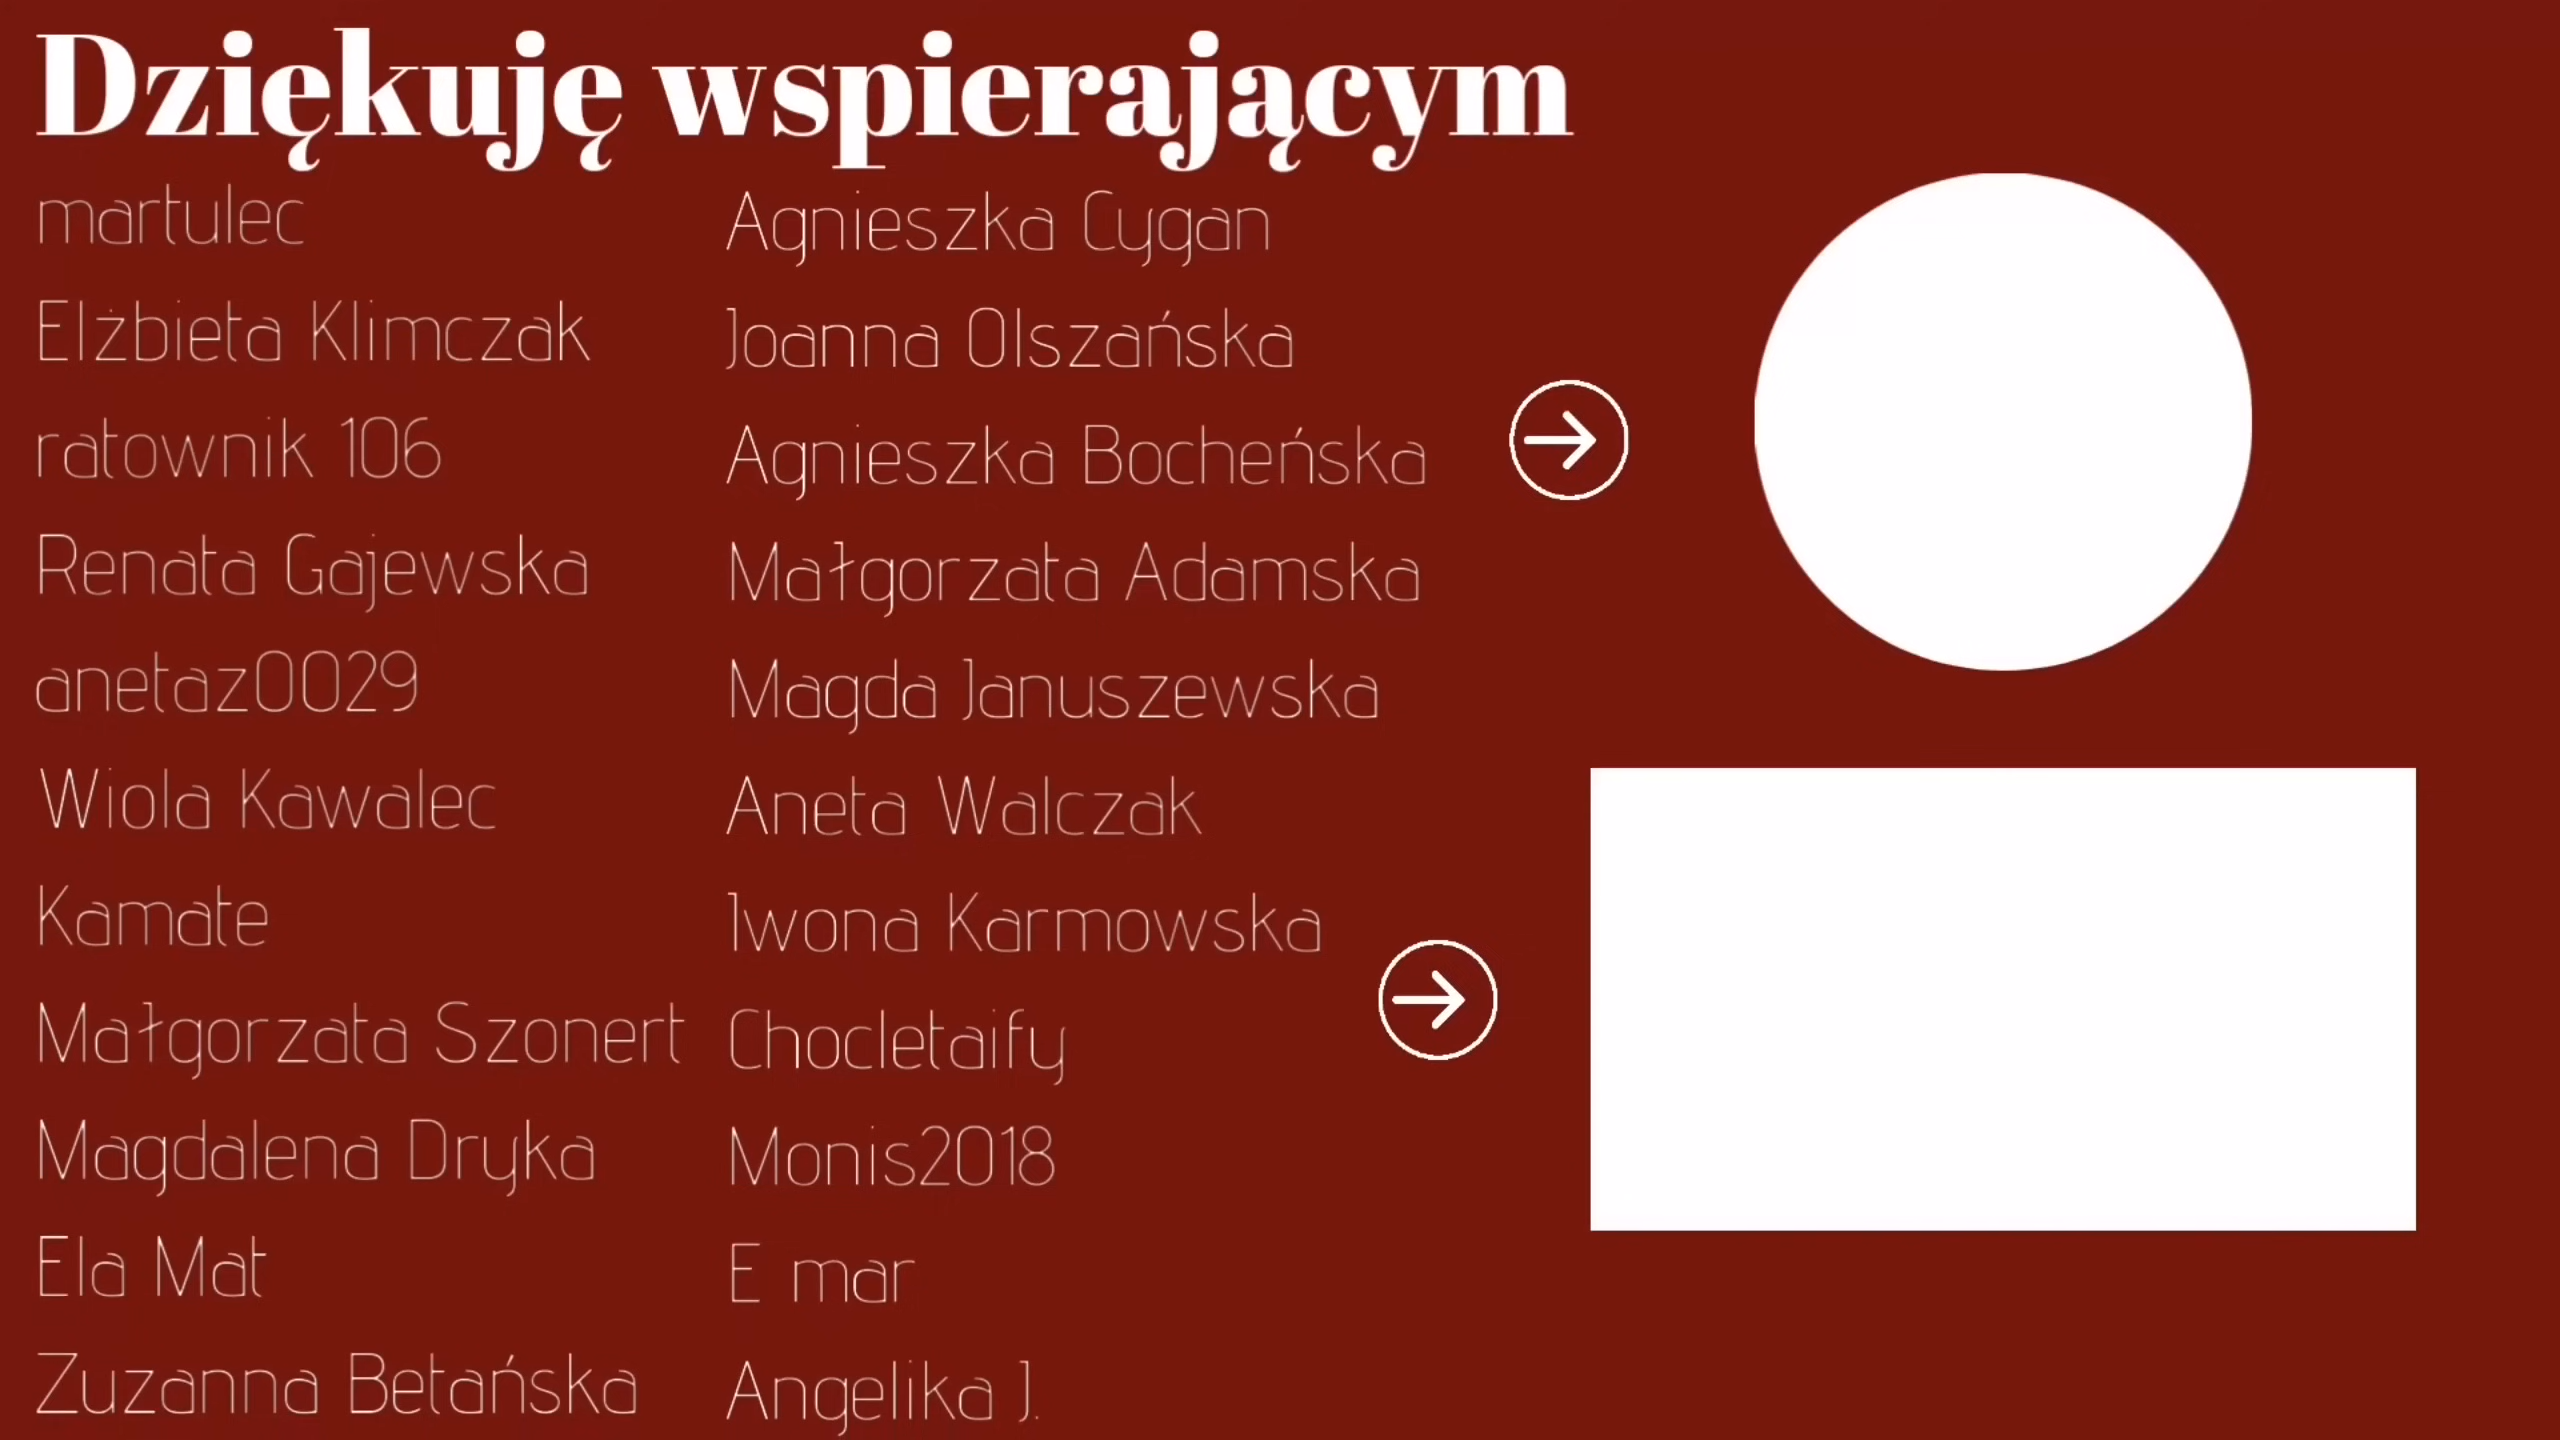 Dziękuję wspierającym
martulec
Elżbieta Klimczak
ratownik 106
Renata Gajewska
anetaz0029
Wiola Kawalec
Kamate
Małgorzata Szonert
Magdalena Dryka
Ela Mat
Zuzanna Betańska
Agnieszka Cygan
Joanna Olszańska
Agnieszka Bocheńska
Małgorzata Adamska
Magda Januszewska
Aneta Walczak
Iwona Karmowska
Chocletaify
Monis2018
E mar
Angelika J.